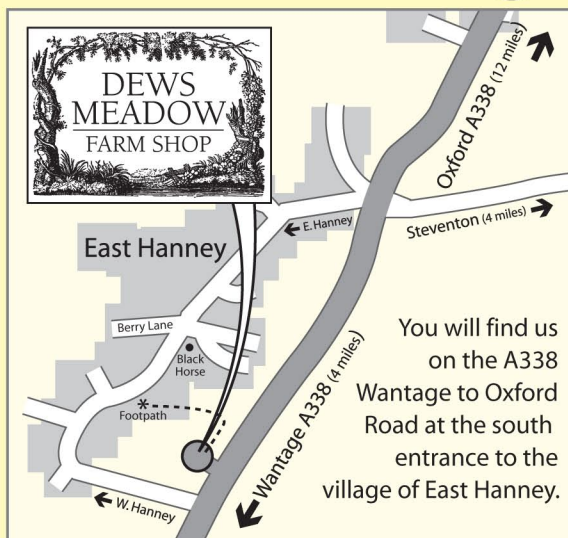 DEWS
MEADOW
FARM SHOP
Oxford A338 (12 miles)
E. Hanney
Steventon (4 miles)
East Hanney
Berry Lane
Black
Horse
Footpath
Wantage A338 (4 miles)
W. Hanney
You will find us
on the A338
Wantage to Oxford
Road at the south
entrance to the
village of East Hanney.